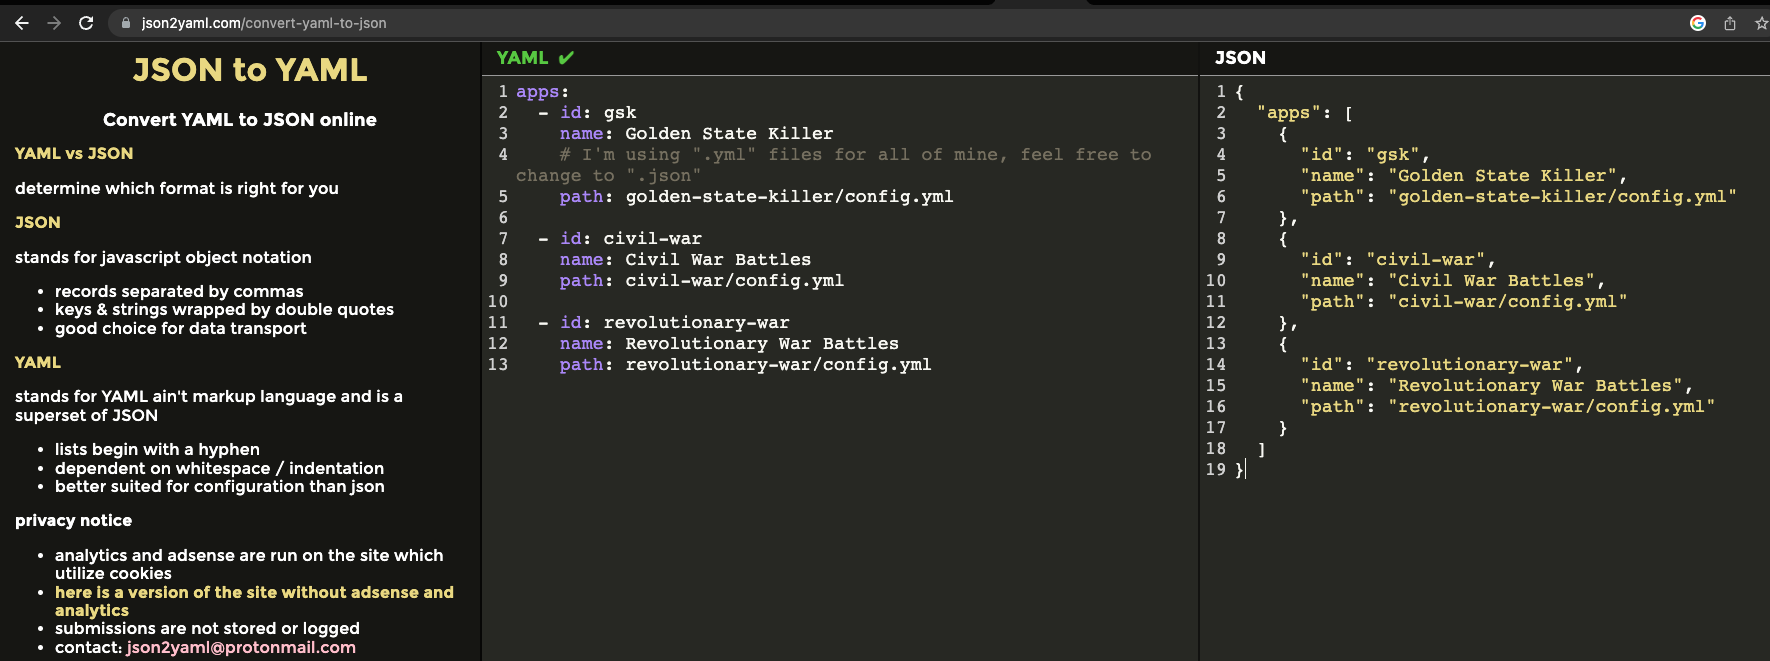 json2yaml.com/convert-yaml-to-json
JSON to YAML
Convert YAML to JSON online
YAML vs JSON
determine which format is right for you
JSON
stands for javascript object notation
• records separated by commas
• keys & strings wrapped by double quotes
• good choice for data transport
YAML
stands for YAML ain't markup language and is a
superset of JSON
• lists begin with a hyphen
• dependent on whitespace / indentation
• better suited for configuration than json
privacy notice
• analytics and adsense are run on the site which
utilize cookies
• here is a version of the site without adsense and
analytics
• submissions are not stored or logged
• contact: json2yaml@protonmail.com
YAML ✔
1 apps:
2   - id: gsk
3     name: Golden State Killer
4     # I'm using ".yml" files for all of mine, feel free to
change to ".json"
5     path: golden-state-killer/config.yml
6
7   - id: civil-war
8     name: Civil War Battles
9     path: civil-war/config.yml
10
11   - id: revolutionary-war
12     name: Revolutionary War Battles
13     path: revolutionary-war/config.yml
JSON
1 {
2   "apps": [
3     {
4       "id": "gsk",
5       "name": "Golden State Killer",
6       "path": "golden-state-killer/config.yml"
7     },
8     {
9       "id": "civil-war",
10       "name": "Civil War Battles",
11       "path": "civil-war/config.yml"
12     },
13     {
14       "id": "revolutionary-war",
15       "name": "Revolutionary War Battles",
16       "path": "revolutionary-war/config.yml"
17     }
18   ]
19 }